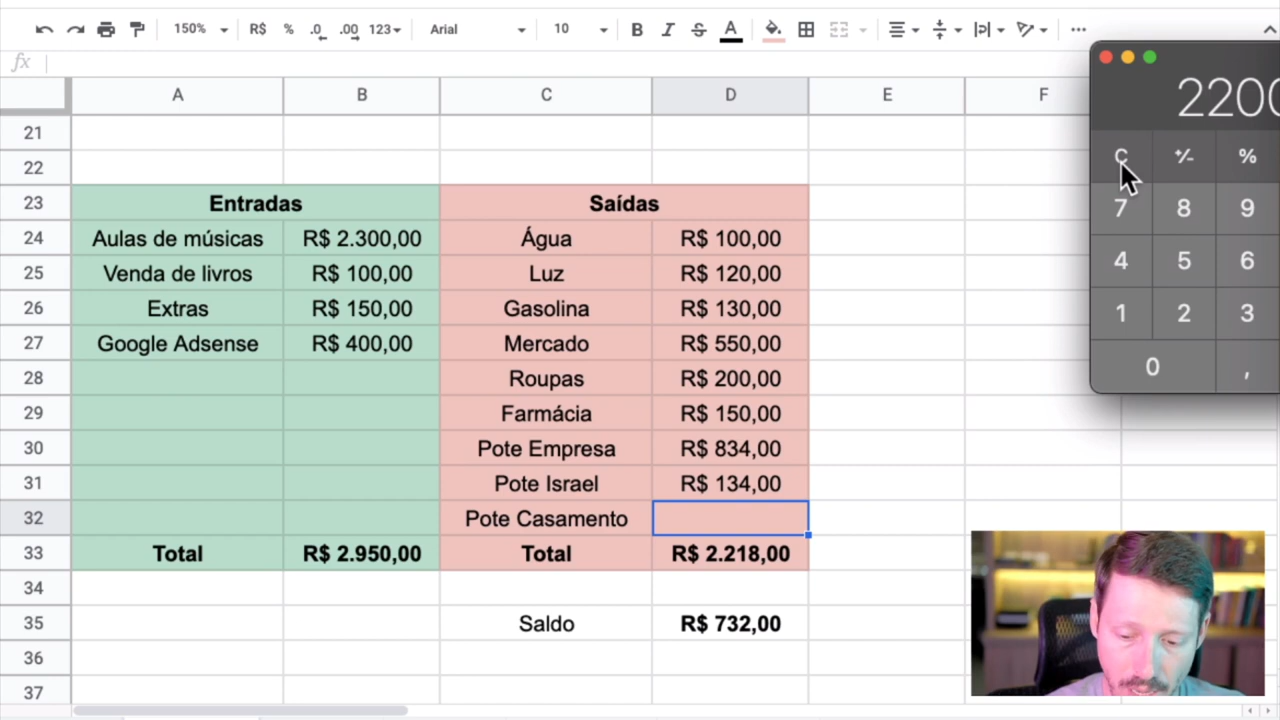 150% R$ % .0 .00 123 Arial 10 B I S A
fx
A B C D E F
21
22
23 Entradas Saídas
24 Aulas de músicas R$ 2.300,00 Água R$ 100,00
25 Venda de livros R$ 100,00 Luz R$ 120,00
26 Extras R$ 150,00 Gasolina R$ 130,00
27 Google Adsense R$ 400,00 Mercado R$ 550,00
28 Roupas R$ 200,00
29 Farmácia R$ 150,00
30 Pote Empresa R$ 834,00
31 Pote Israel R$ 134,00
32 Pote Casamento
33 Total R$ 2.950,00 Total R$ 2.218,00
34
35 Saldo R$ 732,00
36
37
2200
C +/- %
7 8 9
4 5 6
1 2 3
0 ,